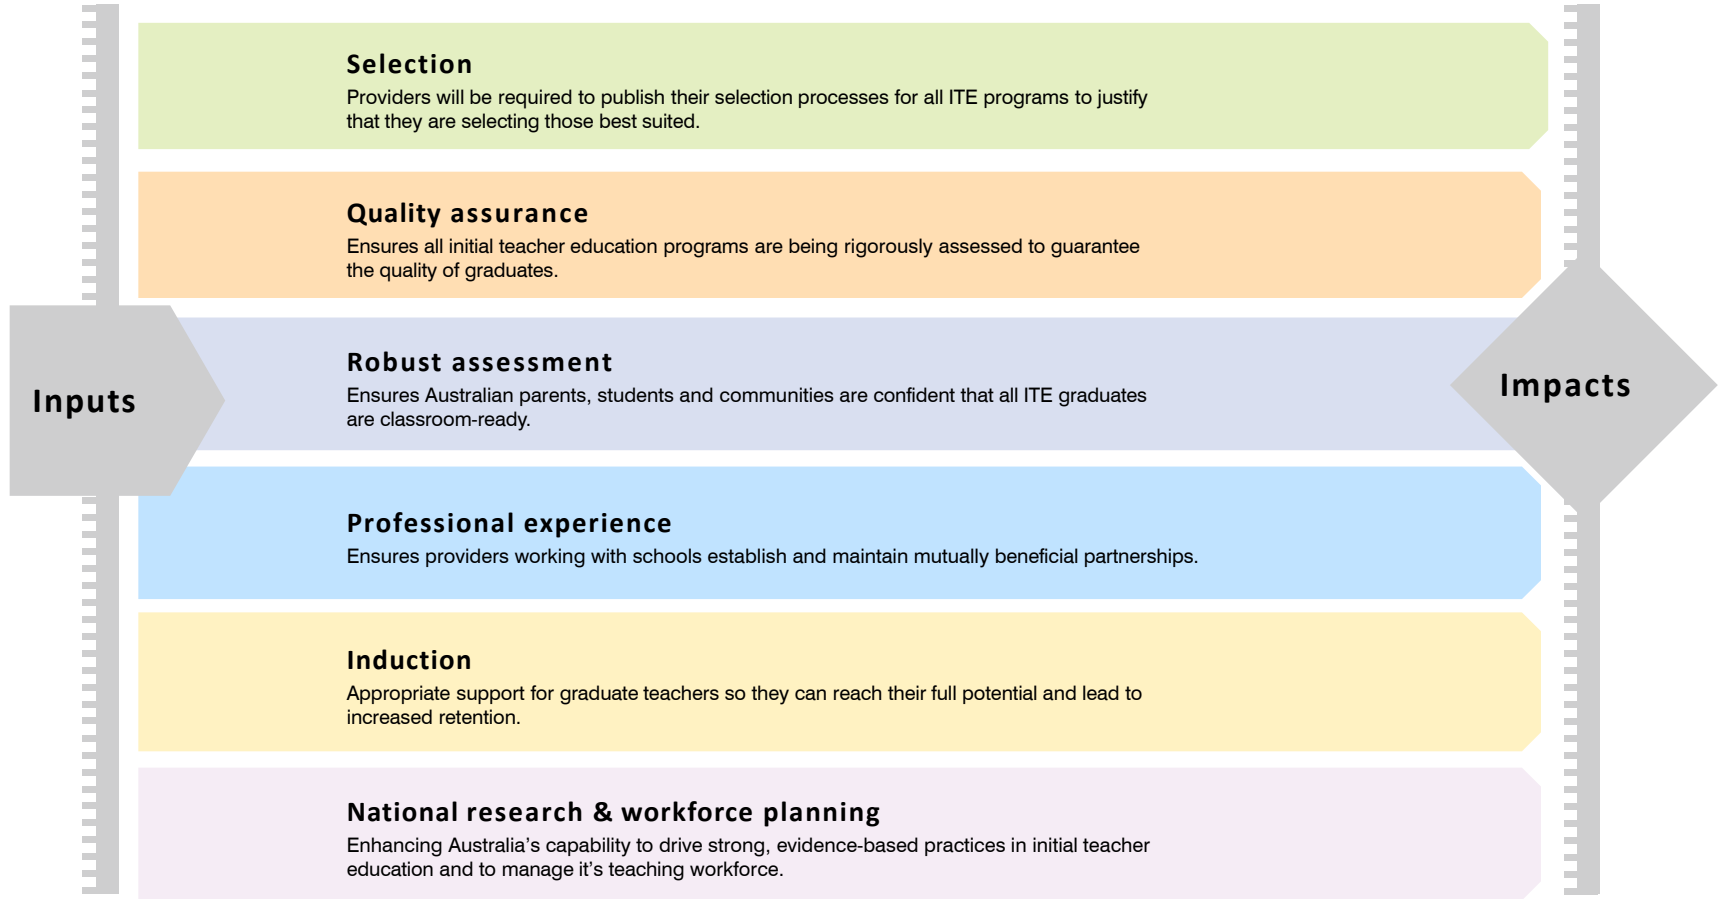 Selection
Providers will be required to publish their selection processes for all ITE programs to justify
that they are selecting those best suited.
Quality assurance
Ensures all initial teacher education programs are being rigorously assessed to guarantee
the quality of graduates.
Inputs
Robust assessment
Ensures Australian parents, students and communities are confident that all ITE graduates
are classroom-ready.
Impacts
Professional experience
Ensures providers working with schools establish and maintain mutually beneficial partnerships.
Induction
Appropriate support for graduate teachers so they can reach their full potential and lead to
increased retention.
National research & workforce planning
Enhancing Australia’s capability to drive strong, evidence-based practices in initial teacher
education and to manage it’s teaching workforce.